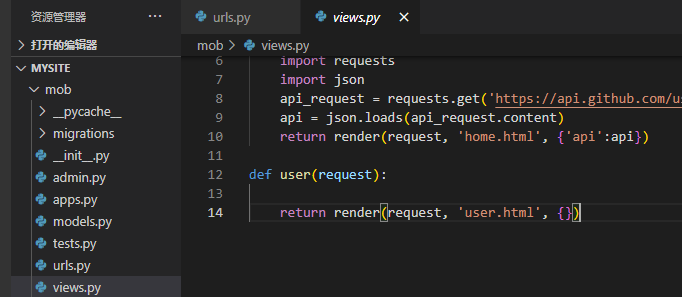 资源管理器
打开的编辑器
MYSITE
mob
__pycache__
migrations
__init__.py
admin.py
apps.py
models.py
tests.py
urls.py
views.py
urls.py
views.py
mob > views.py
6 import requests
7 import json
8 api_request = requests.get('https://api.github.com/us
9 api = json.loads(api_request.content)
10 return render(request, 'home.html', {'api':api})
11
12 def user(request):
13
14 return render(request, 'user.html', {})